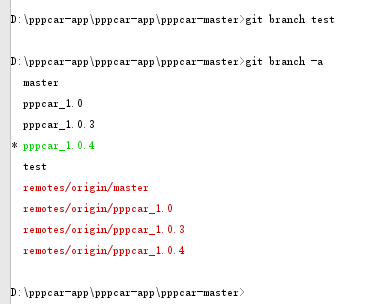 D:\pppcar-app\pppcar-app\pppcar-master>git branch test
D:\pppcar-app\pppcar-app\pppcar-master>git branch -a
master
pppcar_1.0
pppcar_1.0.3
* pppcar_1.0.4
test
remotes/origin/master
remotes/origin/pppcar_1.0
remotes/origin/pppcar_1.0.3
remotes/origin/pppcar_1.0.4
D:\pppcar-app\pppcar-app\pppcar-master>